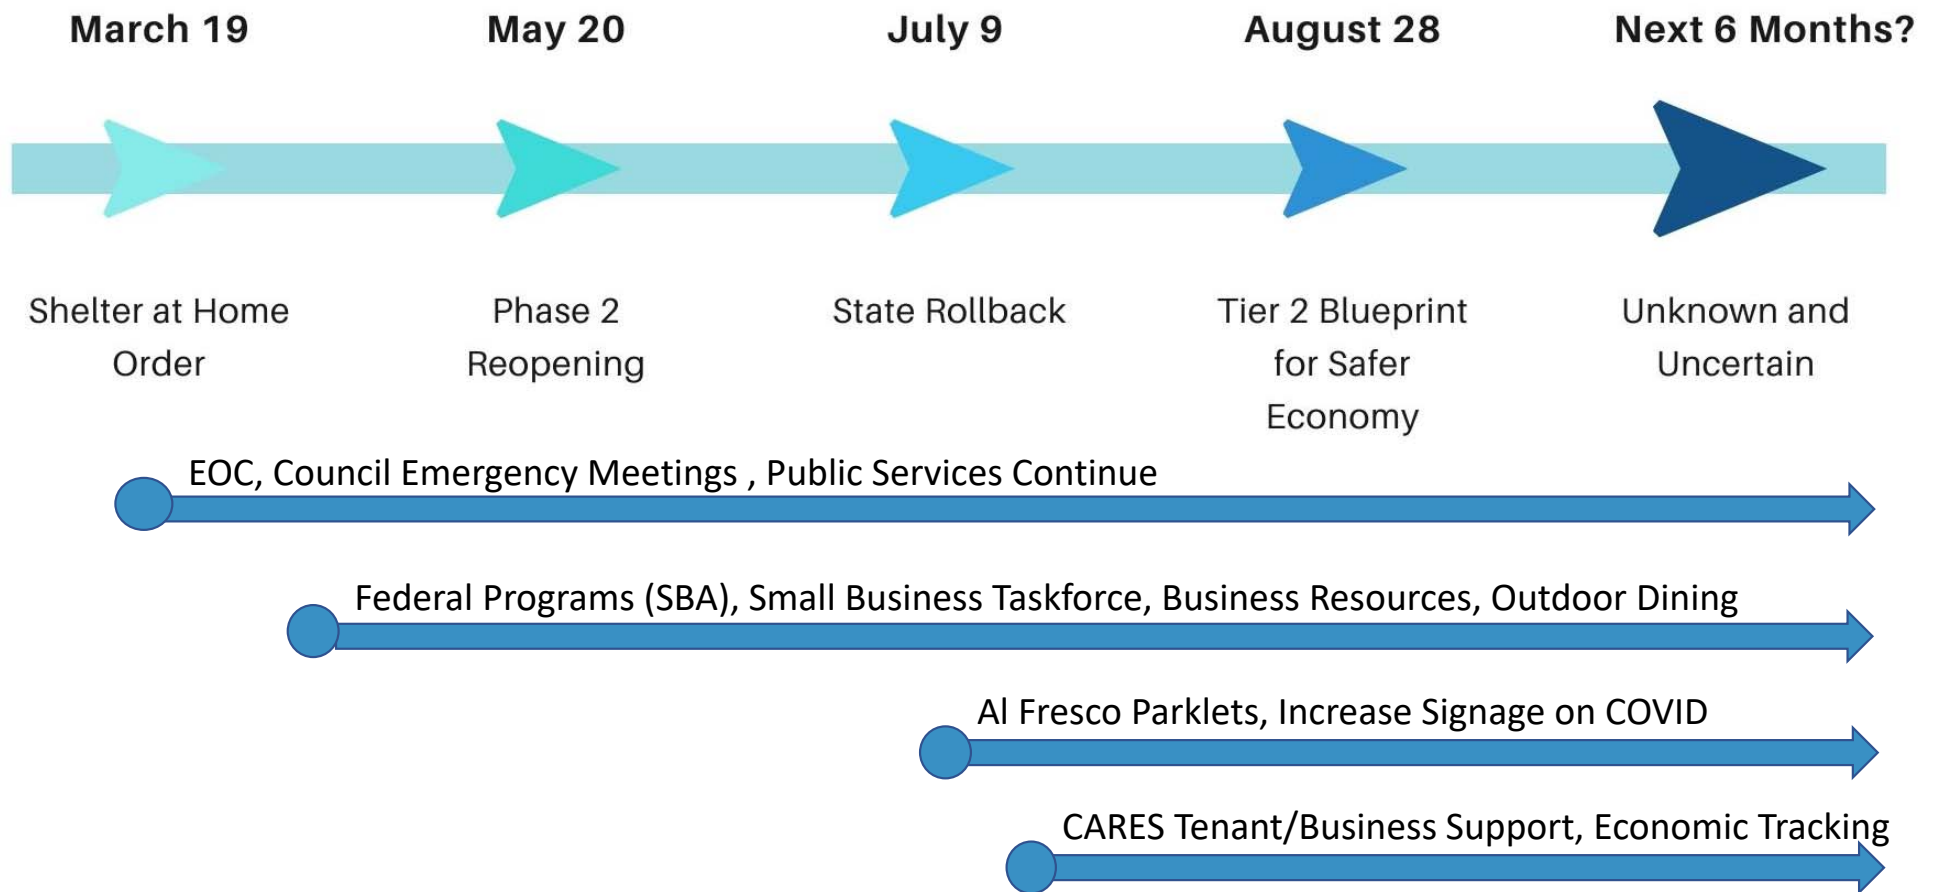 March 19
May 20
July 9
August 28
Next 6 Months?
Shelter at Home
Order
Phase 2
Reopening
State Rollback
Tier 2 Blueprint
for Safer
Economy
Unknown and
Uncertain
EOC, Council Emergency Meetings , Public Services Continue
Federal Programs (SBA), Small Business Taskforce, Business Resources, Outdoor Dining
Al Fresco Parklets, Increase Signage on COVID
CARES Tenant/Business Support, Economic Tracking